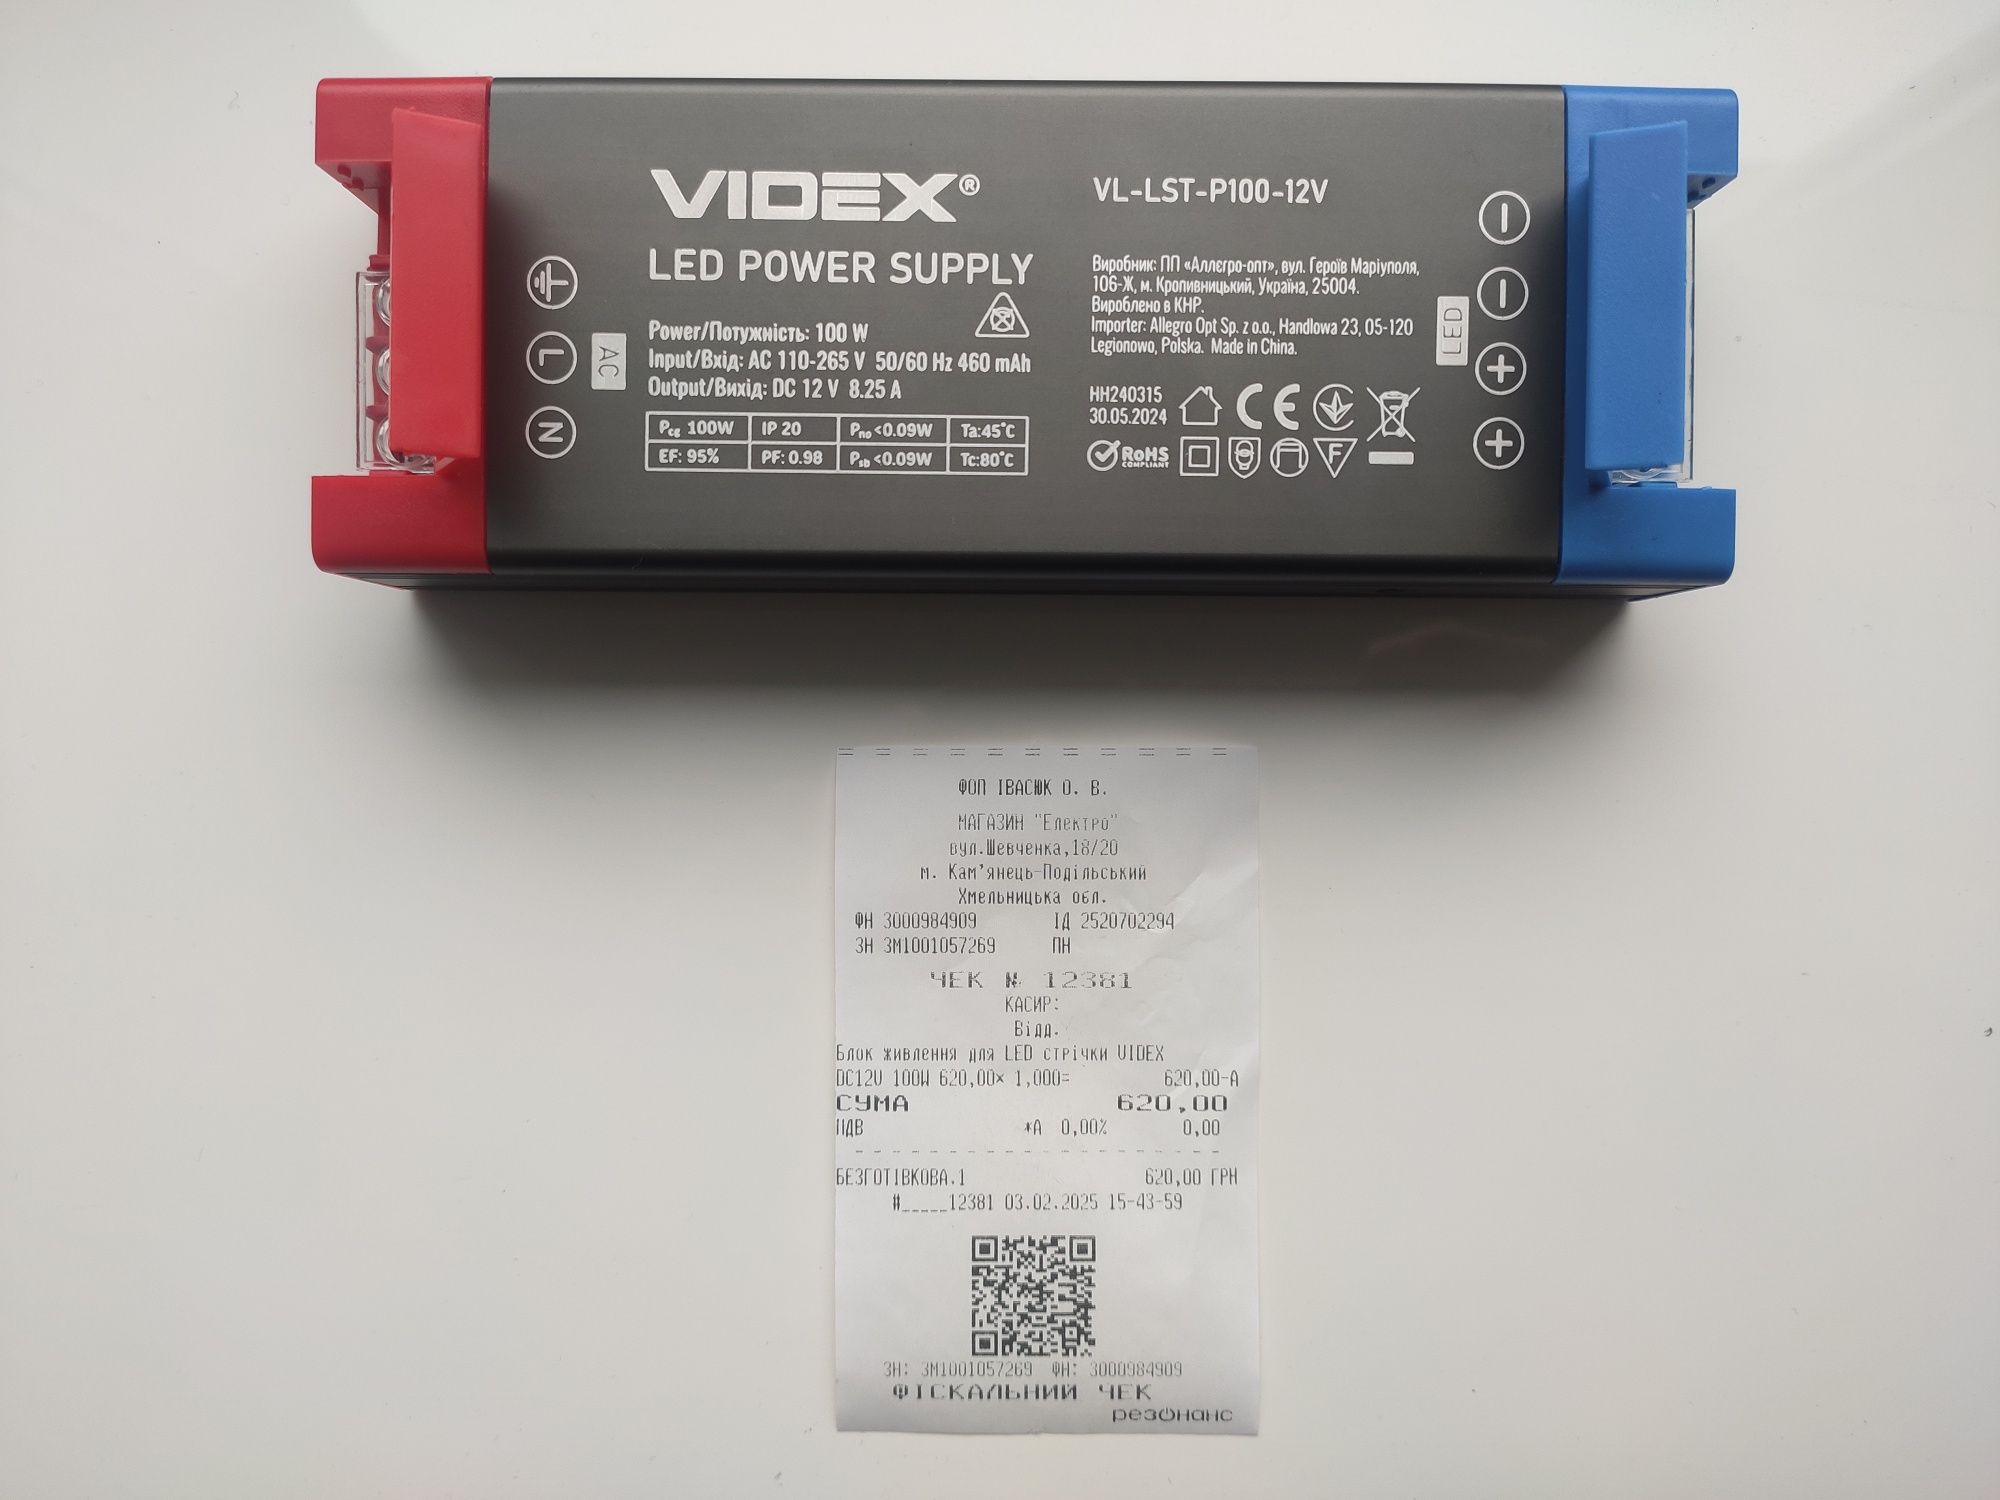 VIDEX®
LED POWER SUPPLY
Power/Потужність: 100 W
Input/Вхід: AC 110-265 V 50/60 Hz 460 mAh
Output/Вихід: DC 12 V 8.25 A
Pcg 100W IP 20 Pno<0.09W Ta:45°C
EF: 95% PF: 0.98 Psb<0.09W Tc:80°C
AC
L
N
VL-LST-P100-12V
Виробник: ПП «Аллєгро-опт», вул. Героїв Маріуполя,
106-Ж, м. Кропивницький, Україна, 25004.
Вироблено в КНР.
Importer: Allegro Opt Sp. z o.o., Handlowa 23, 05-120
Legionowo, Polska. Made in China.
HH240315
30.05.2024
CE
RoHS
COMPLIANT
F
LED
ФОП ІВАСЮК О. В.
МАГАЗИН "Електро"
вул.Шевченка,18/20
м. Кам'янець-Подільський
Хмельницька обл.
ФН 3000984909 ІД 2520702294
ЗН ЗМ1001057269 ПН
ЧЕК № 12381
КАСИР:
Відд.
Блок живлення для LED стрічки VIDEX
DC12V 100W 620,00× 1,000= 620,00-А
СУМА 620,00
ПДВ *А 0,00% 0,00
БЕЗГОТІВКОВА.1 620,00 ГРН
#_____12381 03.02.2025 15-43-59
ЗН: ЗМ1001057269 ФН: 3000984909
ФІСКАЛЬНИЙ ЧЕК
резонанс